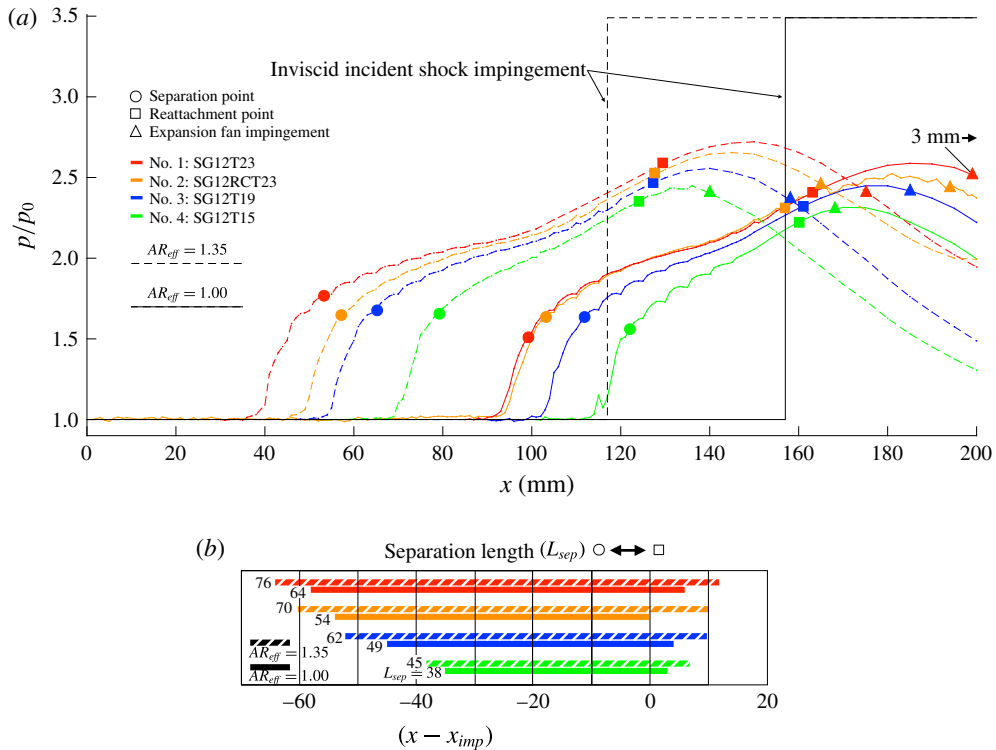 (a)
3.5
3.0
2.5
2.0
1.5
1.0
p/p0
Inviscid incident shock impingement
Separation point
Reattachment point
Expansion fan impingement
3 mm
No. 1: SG12T23
No. 2: SG12RCT23
No. 3: SG12T19
No. 4: SG12T15
AReff = 1.35
AReff = 1.00
0 20 40 60 80 100 120 140 160 180 200
x (mm)
(b)
Separation length (Lsep)
76
64
70
54
62
49
45
Lsep = 38
AReff = 1.35
AReff = 1.00
−60 −40 −20 0 20
(x − ximp)